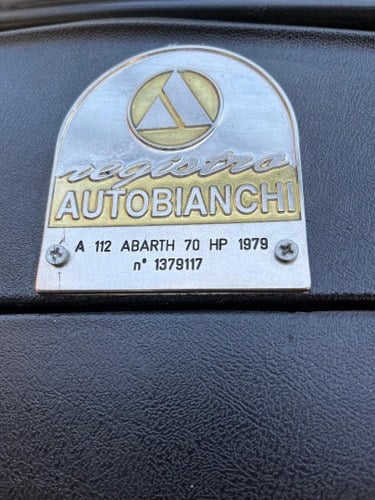 registro
AUTOBIANCHI
A 112 ABARTH 70 HP 1979
n° 1379117